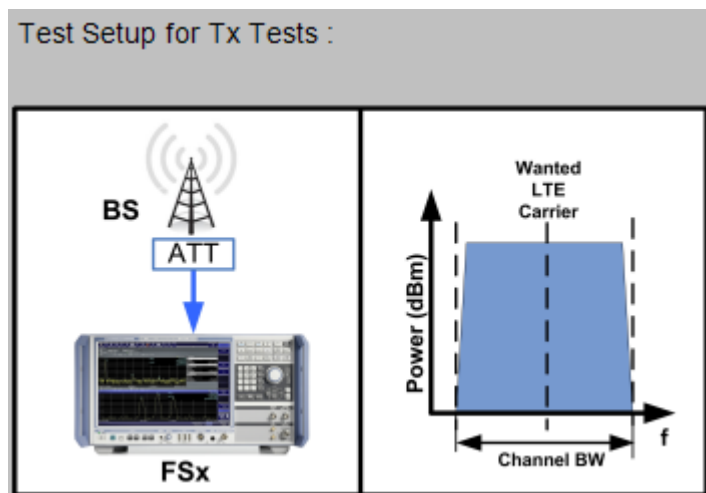 Test Setup for Tx Tests :
BS
ATT
FSx
Wanted
LTE
Carrier
Power (dBm)
f
Channel BW